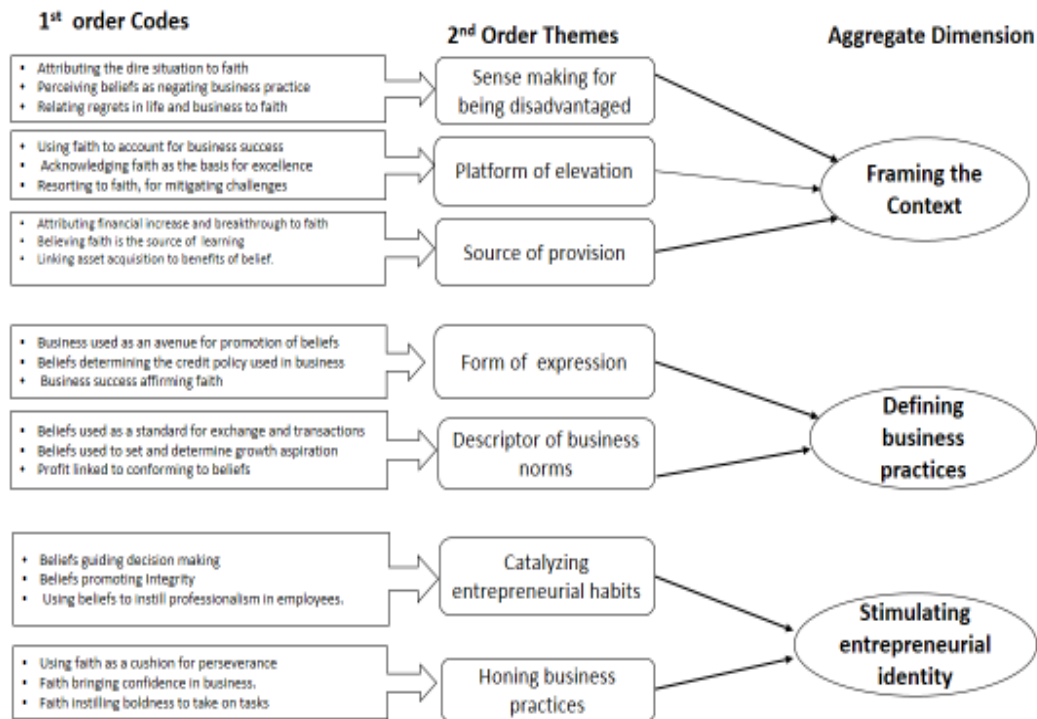 1st order Codes
2nd Order Themes
Aggregate Dimension
• Attributing the dire situation to faith
• Perceiving beliefs as negating business practice
• Relating regrets in life and business to faith
Sense making for
being disadvantaged
• Using faith to account for business success
• Acknowledging faith as the basis for excellence
• Resorting to faith, for mitigating challenges
Platform of elevation
• Attributing financial increase and breakthrough to faith
• Believing faith is the source of learning
• Linking asset acquisition to benefits of belief.
Source of provision
Framing the
Context
• Business used as an avenue for promotion of beliefs
• Beliefs determining the credit policy used in business
• Business success affirming faith
Form of expression
• Beliefs used as a standard for exchange and transactions
• Beliefs used to set and determine growth aspiration
• Profit linked to conforming to beliefs
Descriptor of business
norms
Defining
business
practices
• Beliefs guiding decision making
• Beliefs promoting Integrity
• Using beliefs to instill professionalism in employees.
Catalyzing
entrepreneurial habits
• Using faith as a cushion for perseverance
• Faith bringing confidence in business.
• Faith instilling boldness to take on tasks
Honing business
practices
Stimulating
entrepreneurial
identity